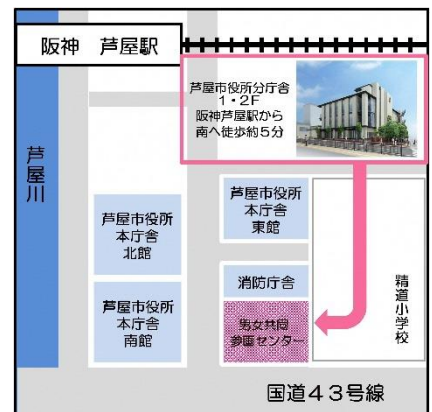 阪神　芦屋駅
芦屋市役所分庁舎
1・2F
阪神芦屋駅から
南へ徒歩約5分
芦屋川
芦屋市役所
本庁舎
北館
芦屋市役所
本庁舎
東館
消防庁舎
精道小学校
芦屋市役所
本庁舎
南館
男女共同
参画センター
国道43号線